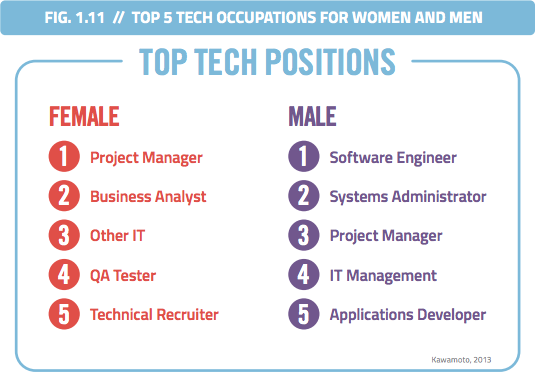 FIG. 1.11 // TOP 5 TECH OCCUPATIONS FOR WOMEN AND MEN
TOP TECH POSITIONS
FEMALE
1 Project Manager
2 Business Analyst
3 Other IT
4 QA Tester
5 Technical Recruiter
MALE
1 Software Engineer
2 Systems Administrator
3 Project Manager
4 IT Management
5 Applications Developer
Kawamoto, 2013